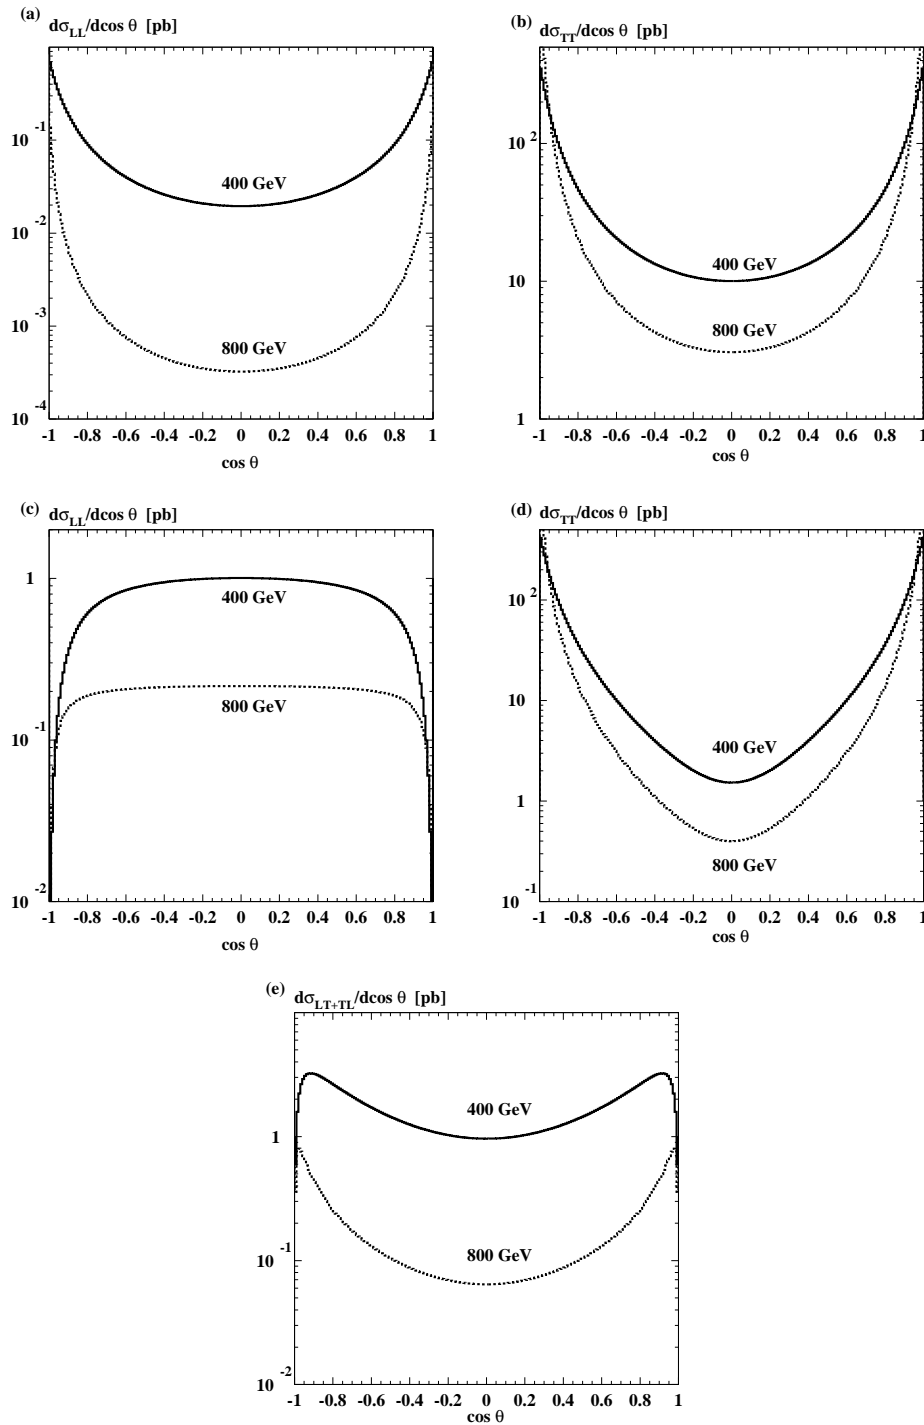 (a) dσLL/dcos θ [pb]
10 -1
10 -2
10 -3
10 -4
400 GeV
800 GeV
-1 -0.8 -0.6 -0.4 -0.2 0 0.2 0.4 0.6 0.8 1
cos θ
(b) dσTT/dcos θ [pb]
10 2
10
1
400 GeV
800 GeV
-1 -0.8 -0.6 -0.4 -0.2 0 0.2 0.4 0.6 0.8 1
cos θ
(c) dσLL/dcos θ [pb]
1
10 -1
10 -2
400 GeV
800 GeV
-1 -0.8 -0.6 -0.4 -0.2 0 0.2 0.4 0.6 0.8 1
cos θ
(d) dσTT/dcos θ [pb]
10 2
10
1
10 -1
400 GeV
800 GeV
-1 -0.8 -0.6 -0.4 -0.2 0 0.2 0.4 0.6 0.8 1
cos θ
(e) dσLT+TL/dcos θ [pb]
1
10 -1
10 -2
400 GeV
800 GeV
-1 -0.8 -0.6 -0.4 -0.2 0 0.2 0.4 0.6 0.8 1
cos θ